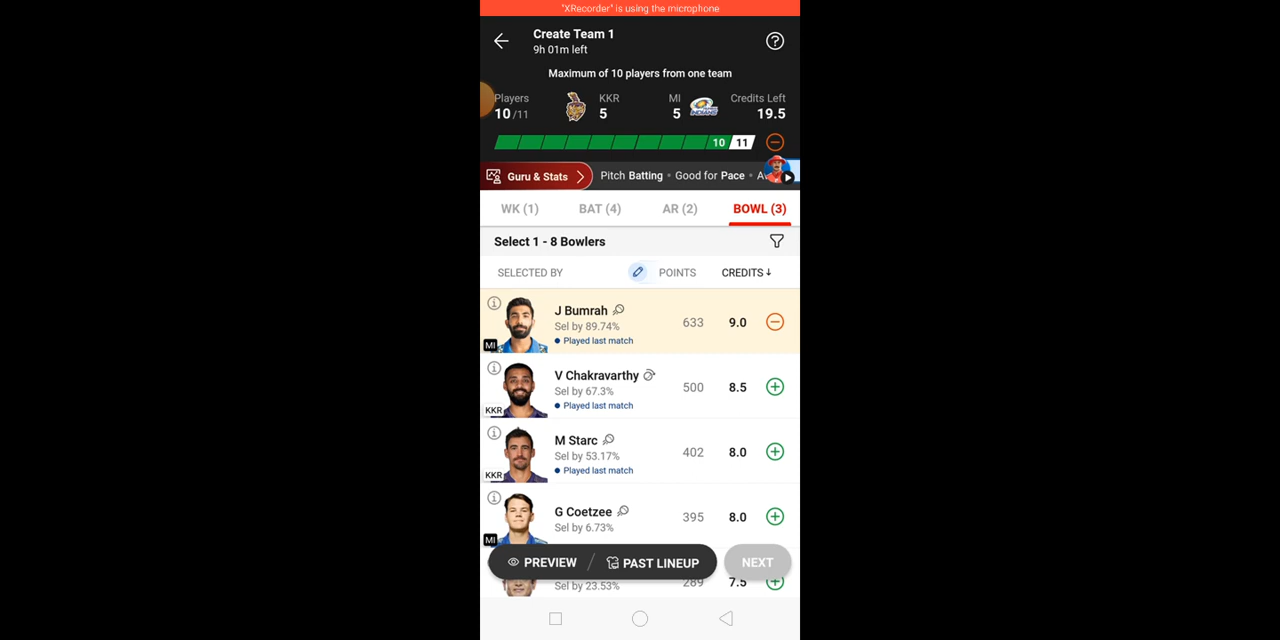 "XRecorder" is using the microphone
Create Team 1
9h 01m left
Maximum of 10 players from one team
Players KKR MI Credits Left
10/11 5 5 19.5
10 11
Guru & Stats Pitch Batting • Good for Pace •
WK (1) BAT (4) AR (2) BOWL (3)
Select 1 - 8 Bowlers
SELECTED BY POINTS CREDITS↓
J Bumrah
Sel by 89.74% 633 9.0
MI • Played last match
V Chakravarthy
Sel by 67.3% 500 8.5
KKR • Played last match
M Starc
Sel by 53.17% 402 8.0
KKR • Played last match
G Coetzee
Sel by 6.73% 395 8.0
MI
PREVIEW / PAST LINEUP NEXT
Sel by 23.53% 289 7.5